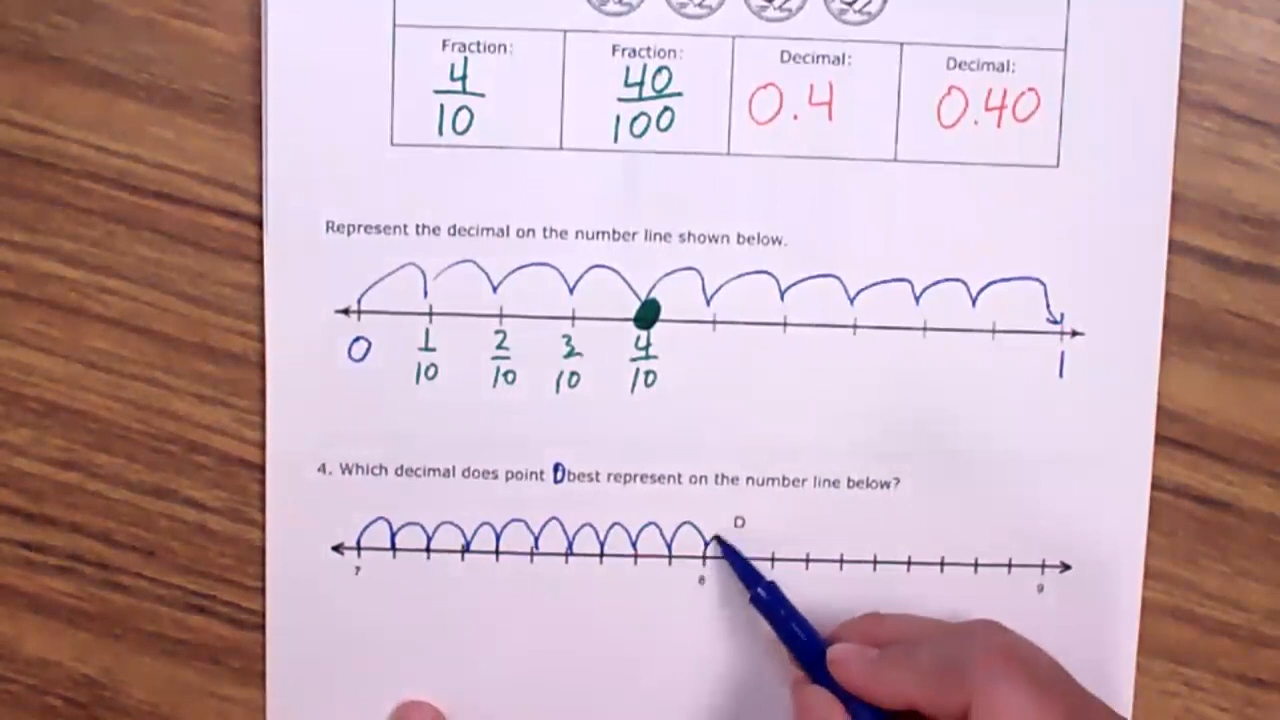 Fraction: Fraction: Decimal: Decimal:
4/10 40/100 0.4 0.40
Represent the decimal on the number line shown below.
0 1/10 2/10 3/10 4/10 1
4. Which decimal does point D best represent on the number line below?
D
7 8 9